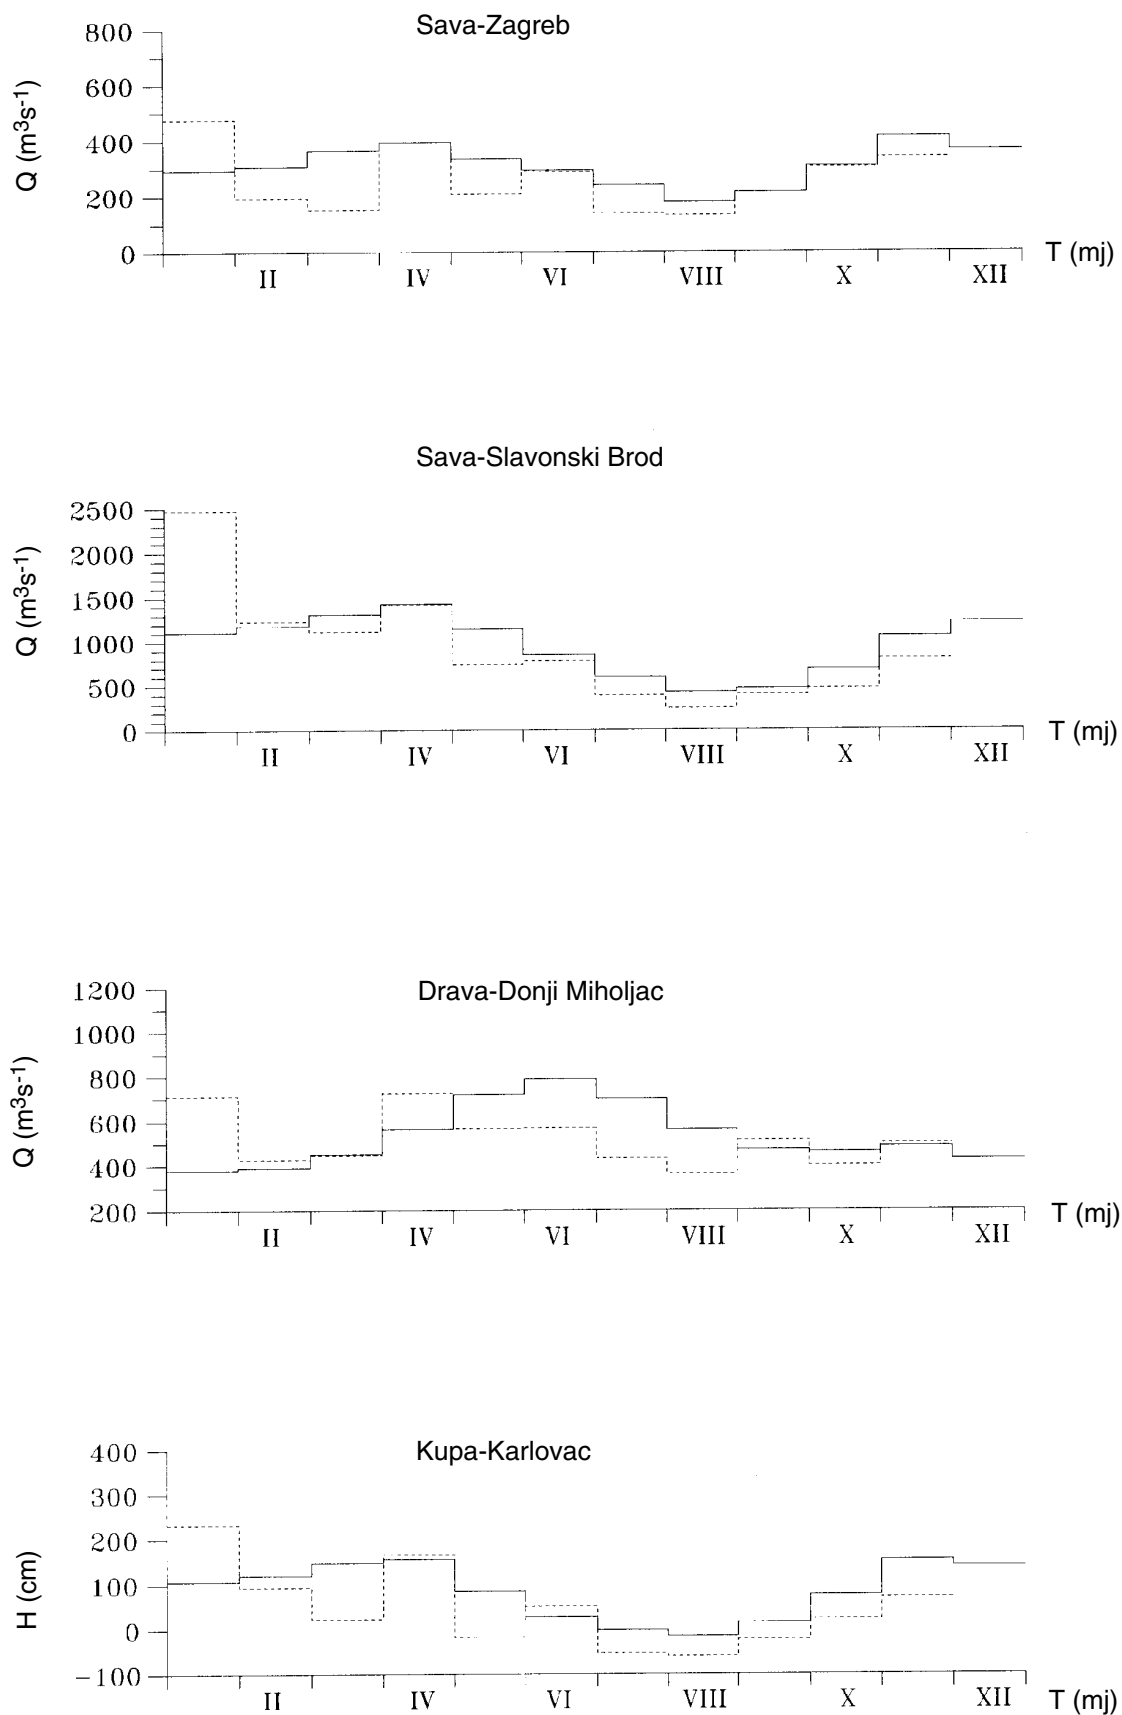 Sava-Zagreb
800
600
400
200
0
Q (m³s⁻¹)
II IV VI VIII X XII
T (mj)
Sava-Slavonski Brod
2500
2000
1500
1000
500
0
Q (m³s⁻¹)
II IV VI VIII X XII
T (mj)
Drava-Donji Miholjac
1200
1000
800
600
400
200
Q (m³s⁻¹)
II IV VI VIII X XII
T (mj)
Kupa-Karlovac
400
300
200
100
0
−100
H (cm)
II IV VI VIII X XII
T (mj)